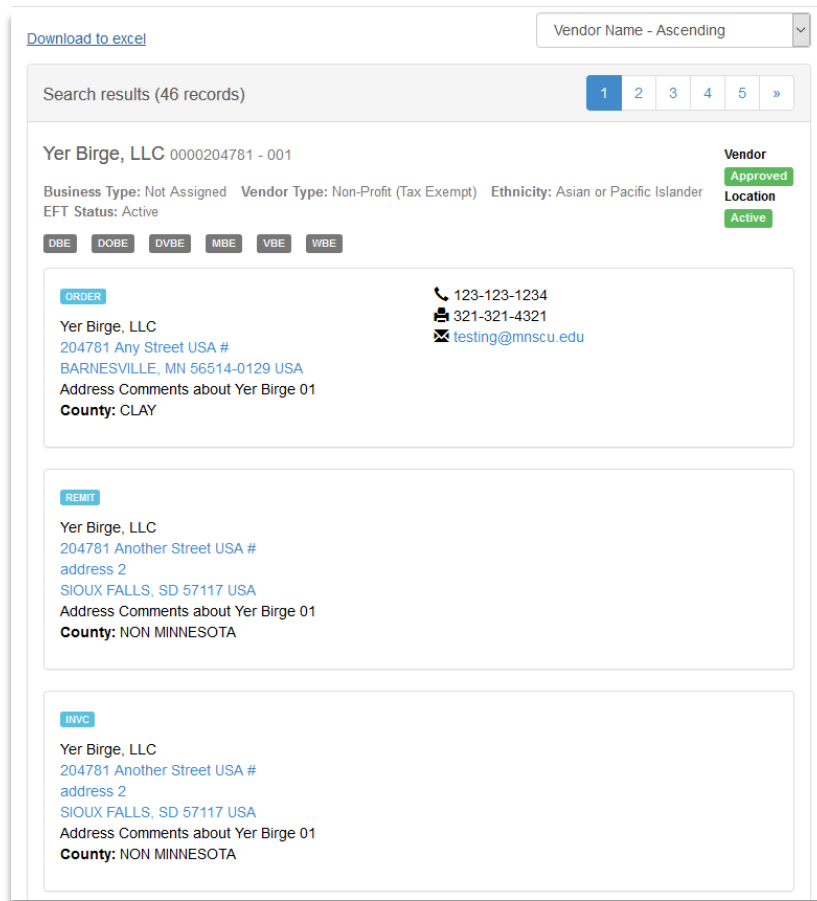 Download to excel
Vendor Name - Ascending
Search results (46 records)
1 2 3 4 5 »
Yer Birge, LLC 0000204781 - 001
Vendor
Approved
Location
Active
Business Type: Not Assigned Vendor Type: Non-Profit (Tax Exempt) Ethnicity: Asian or Pacific Islander
EFT Status: Active
DBE DOBE DVBE MBE VBE WBE
ORDER
Yer Birge, LLC
204781 Any Street USA #
BARNESVILLE, MN 56514-0129 USA
Address Comments about Yer Birge 01
County: CLAY
123-123-1234
321-321-4321
testing@mnscu.edu
REMIT
Yer Birge, LLC
204781 Another Street USA #
address 2
SIOUX FALLS, SD 57117 USA
Address Comments about Yer Birge 01
County: NON MINNESOTA
INVC
Yer Birge, LLC
204781 Another Street USA #
address 2
SIOUX FALLS, SD 57117 USA
Address Comments about Yer Birge 01
County: NON MINNESOTA